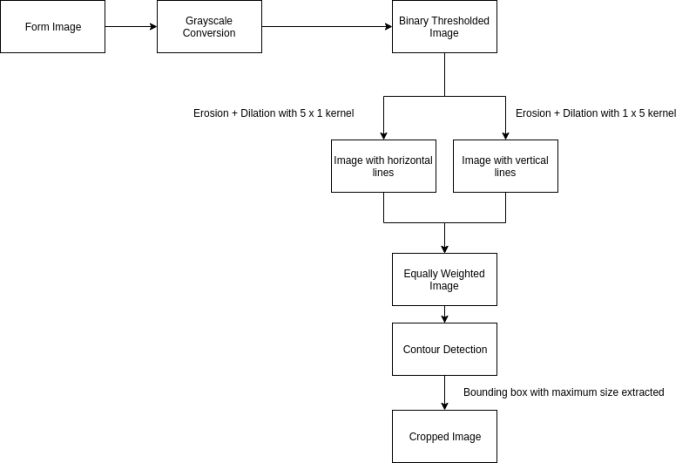 Form Image
Grayscale
Conversion
Binary Thresholded
Image
Erosion + Dilation with 5 x 1 kernel
Erosion + Dilation with 1 x 5 kernel
Image with horizontal
lines
Image with vertical
lines
Equally Weighted
Image
Contour Detection
Bounding box with maximum size extracted
Cropped Image